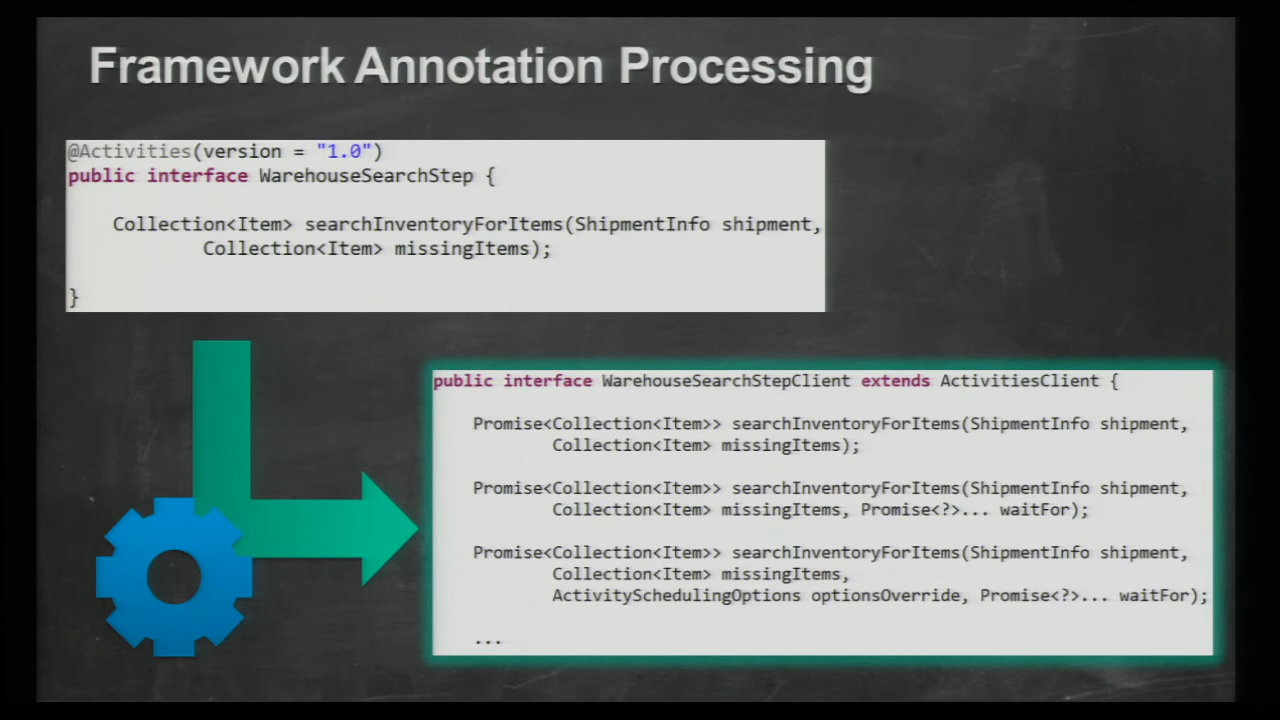 Framework Annotation Processing
@Activities(version = "1.0")
public interface WarehouseSearchStep {
Collection<Item> searchInventoryForItems(ShipmentInfo shipment,
Collection<Item> missingItems);
}
public interface WarehouseSearchStepClient extends ActivitiesClient {
Promise<Collection<Item>> searchInventoryForItems(ShipmentInfo shipment,
Collection<Item> missingItems);
Promise<Collection<Item>> searchInventoryForItems(ShipmentInfo shipment,
Collection<Item> missingItems, Promise<?>... waitFor);
Promise<Collection<Item>> searchInventoryForItems(ShipmentInfo shipment,
Collection<Item> missingItems,
ActivitySchedulingOptions optionsOverride, Promise<?>... waitFor);
...